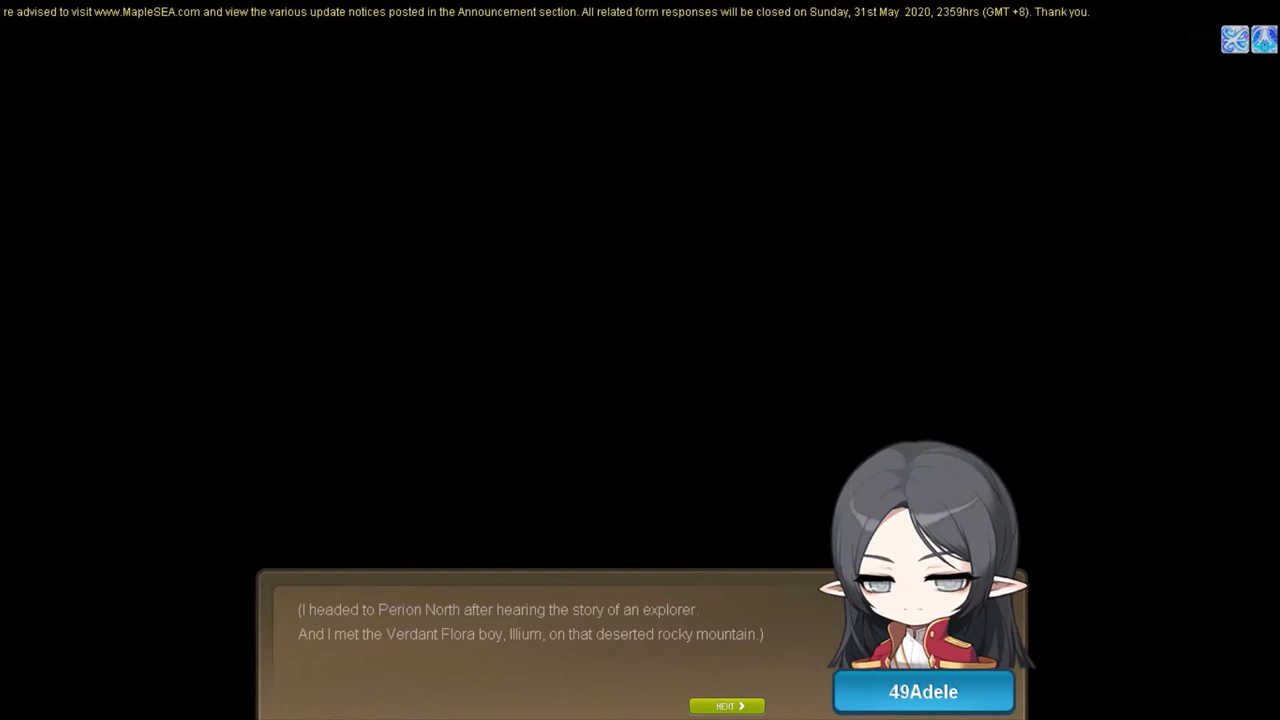 re advised to visit www.MapleSEA.com and view the various update notices posted in the Announcement section. All related form responses will be closed on Sunday, 31st May 2020, 2359hrs (GMT +8). Thank you.
(I headed to Perion North after hearing the story of an explorer.
And I met the Verdant Flora boy, Illium, on that deserted rocky mountain.)
NEXT
49Adele